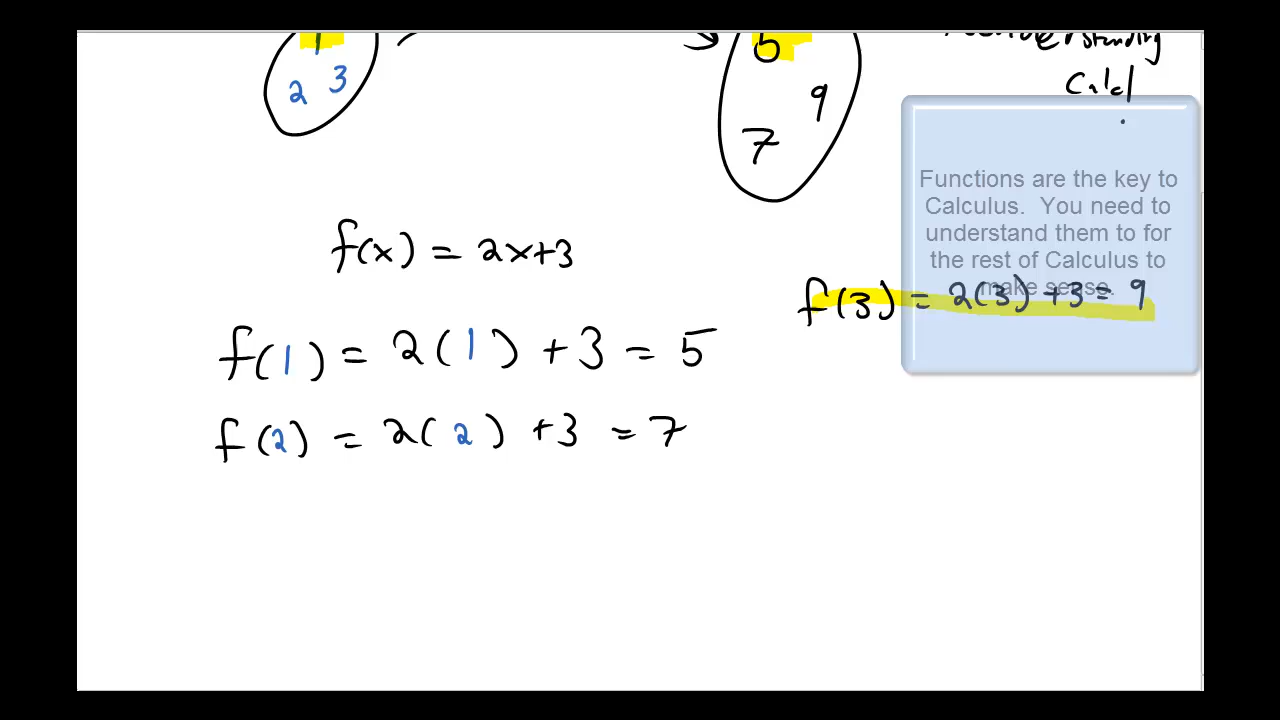 1
2 3
5
9
7
understanding
Calc
Functions are the key to
Calculus. You need to
understand them to for
the rest of Calculus to
make sense.
f(x) = 2x+3
f(3) = 2(3) +3 = 9
f(1) = 2(1) + 3 = 5
f(2) = 2(2) +3 = 7